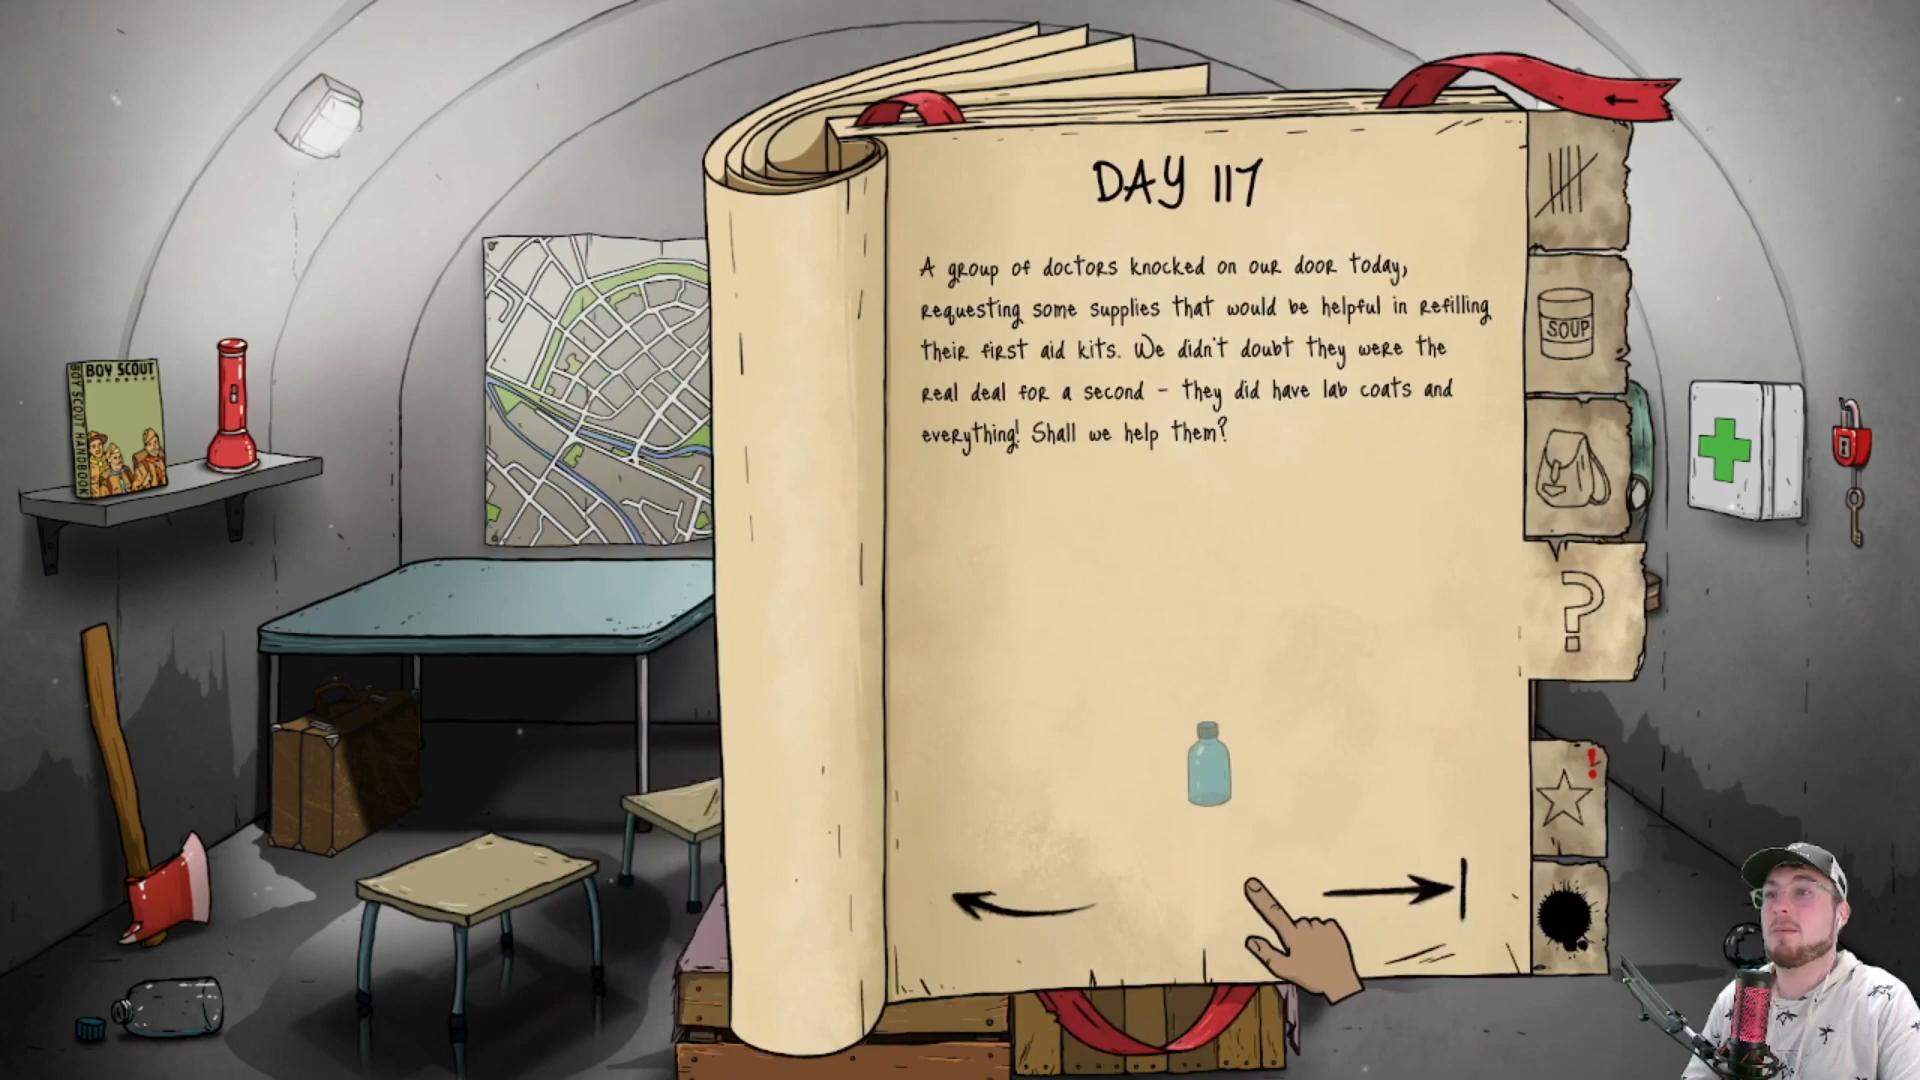 DAY 117
A group of doctors knocked on our door today,
requesting some supplies that would be helpful in refilling
their first aid kits. We didn't doubt they were the
real deal for a second - they did have lab coats and
everything! Shall we help them?
BOY SCOUT
BOY SCOUT HANDBOOK
SOUP
?
!